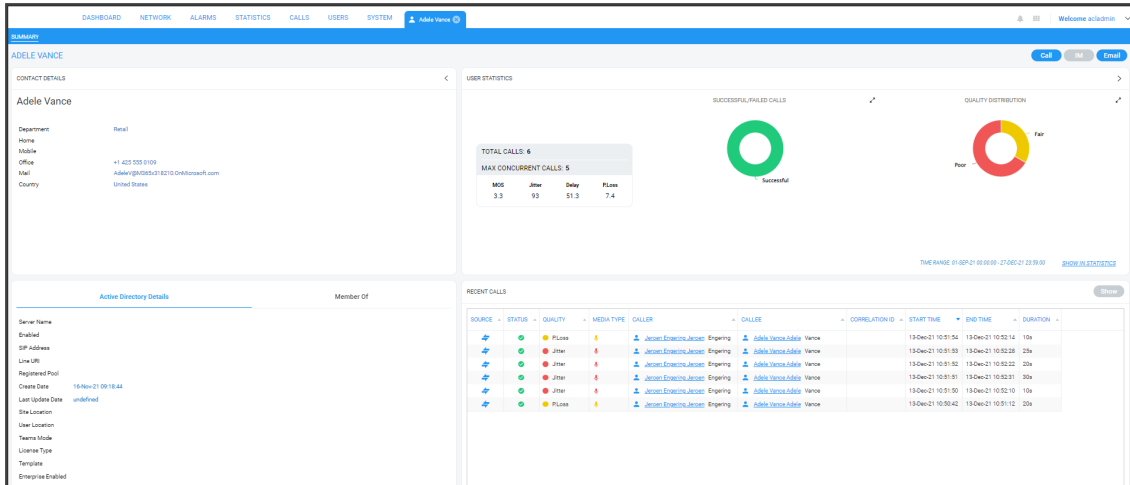 DASHBOARD NETWORK ALARMS STATISTICS CALLS USERS SYSTEM Adele Vance Welcome acladmin
SUMMARY
ADELE VANCE Call IM Email
CONTACT DETAILS
Adele Vance
Department Retail
Home
Mobile
Office +1 425 555 0109
Mail AdeleV@M365x318210.OnMicrosoft.com
Country United States
USER STATISTICS
TOTAL CALLS: 6
MAX CONCURRENT CALLS: 5
MOS Jitter Delay P.Loss
3.3 93 51.3 7.4
SUCCESSFUL/FAILED CALLS
Successful
QUALITY DISTRIBUTION
Fair
Poor
TIME RANGE: 01-SEP-21 00:00:00 - 27-DEC-21 23:59:00 SHOW IN STATISTICS
Active Directory Details Member Of
Server Name
Enabled
SIP Address
Line URI
Registered Pool
Create Date 16-Nov-21 09:18:44
Last Update Date undefined
Site Location
User Location
Teams Mode
License Type
Template
Enterprise Enabled
RECENT CALLS Show
SOURCE STATUS QUALITY MEDIA TYPE CALLER CALLEE CORRELATION ID START TIME END TIME DURATION
P.Loss Jeroen Engering Jeroen Engering Adele Vance Adele Vance 13-Dec-21 10:51:54 13-Dec-21 10:52:14 10s
Jitter Jeroen Engering Jeroen Engering Adele Vance Adele Vance 13-Dec-21 10:51:53 13-Dec-21 10:52:28 25s
Jitter Jeroen Engering Jeroen Engering Adele Vance Adele Vance 13-Dec-21 10:51:52 13-Dec-21 10:52:22 20s
Jitter Jeroen Engering Jeroen Engering Adele Vance Adele Vance 13-Dec-21 10:51:51 13-Dec-21 10:52:31 30s
Jitter Jeroen Engering Jeroen Engering Adele Vance Adele Vance 13-Dec-21 10:51:50 13-Dec-21 10:52:10 10s
P.Loss Jeroen Engering Jeroen Engering Adele Vance Adele Vance 13-Dec-21 10:50:42 13-Dec-21 10:51:12 20s